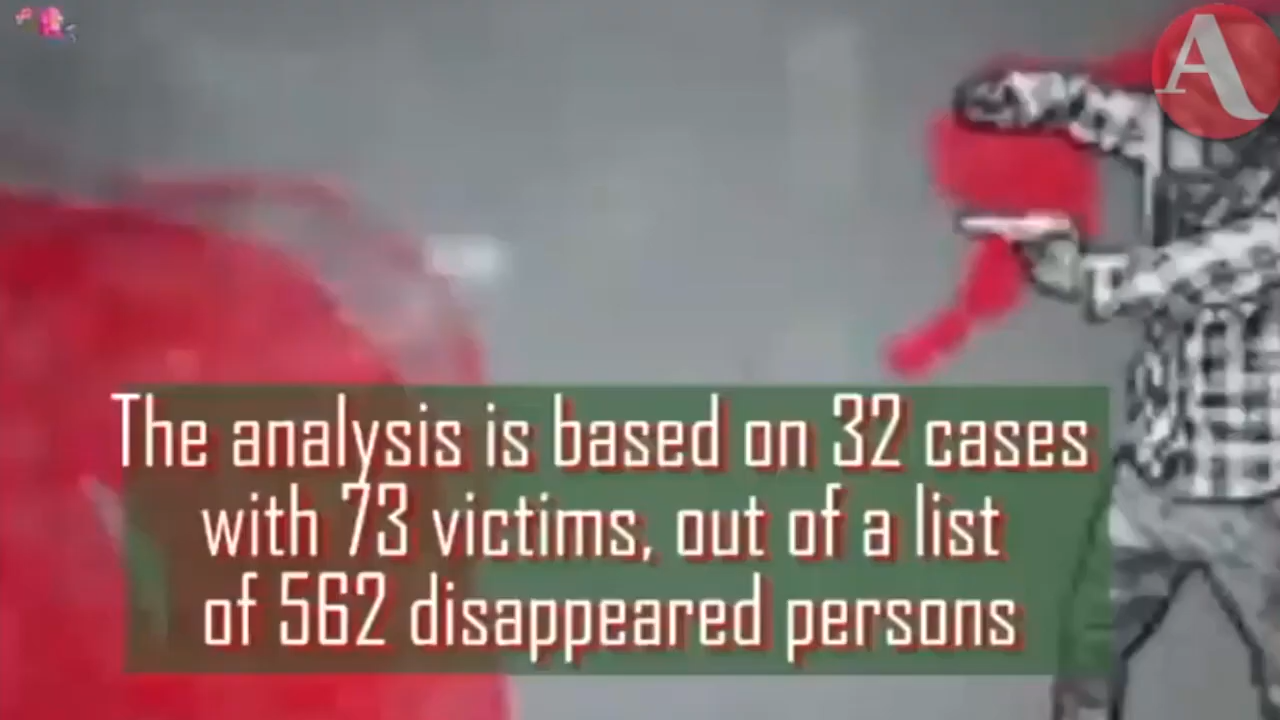 A
The analysis is based on 32 cases
with 73 victims, out of a list
of 562 disappeared persons